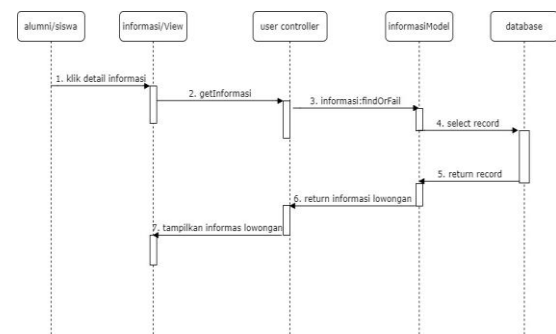 alumni/siswa
informasi/View
user controller
informasiModel
database
1. klik detail informasi
2. getInformasi
3. informasi:findOrFail
4. select record
5. return record
6. return informasi lowongan
7. tampilkan informas lowongan